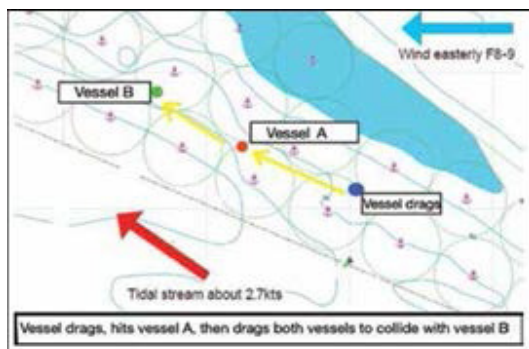 Wind easterly F8-9
Vessel B
Vessel A
Vessel drags
Tidal stream about 2.7kts
Vessel drags, hits vessel A, then drags both vessels to collide with vessel B